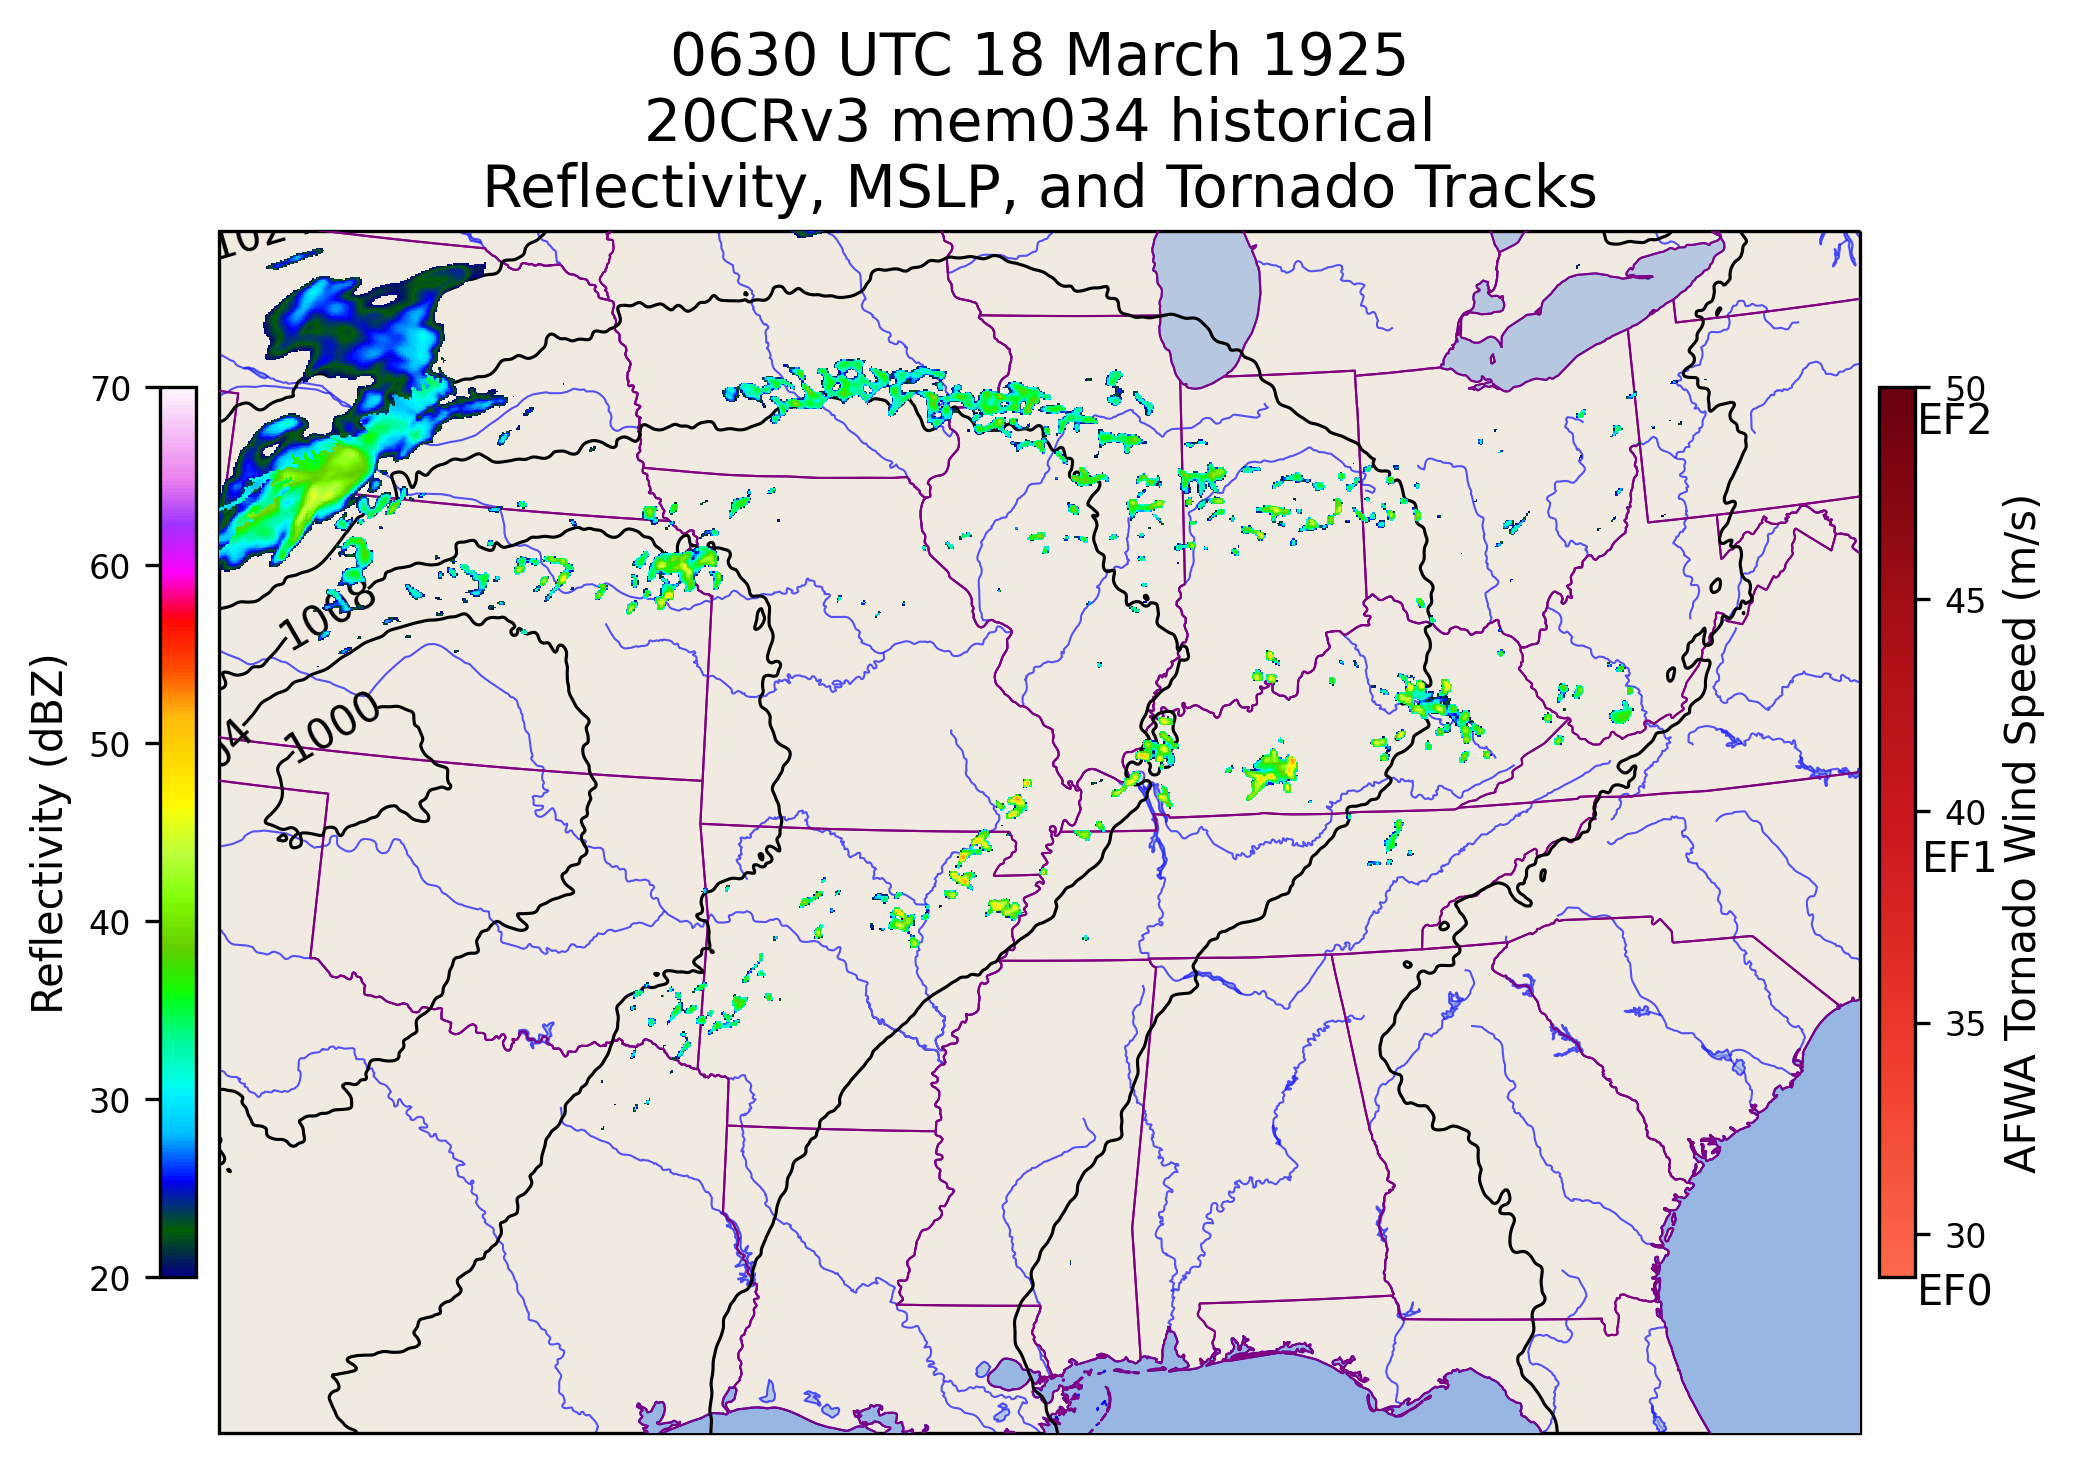 0630 UTC 18 March 1925
20CRv3 mem034 historical
Reflectivity, MSLP, and Tornado Tracks
102
1008
1000
04
Reflectivity (dBZ)
70
60
50
40
30
20
50
EF2
45
40
EF1
35
30
EF0
AFWA Tornado Wind Speed (m/s)